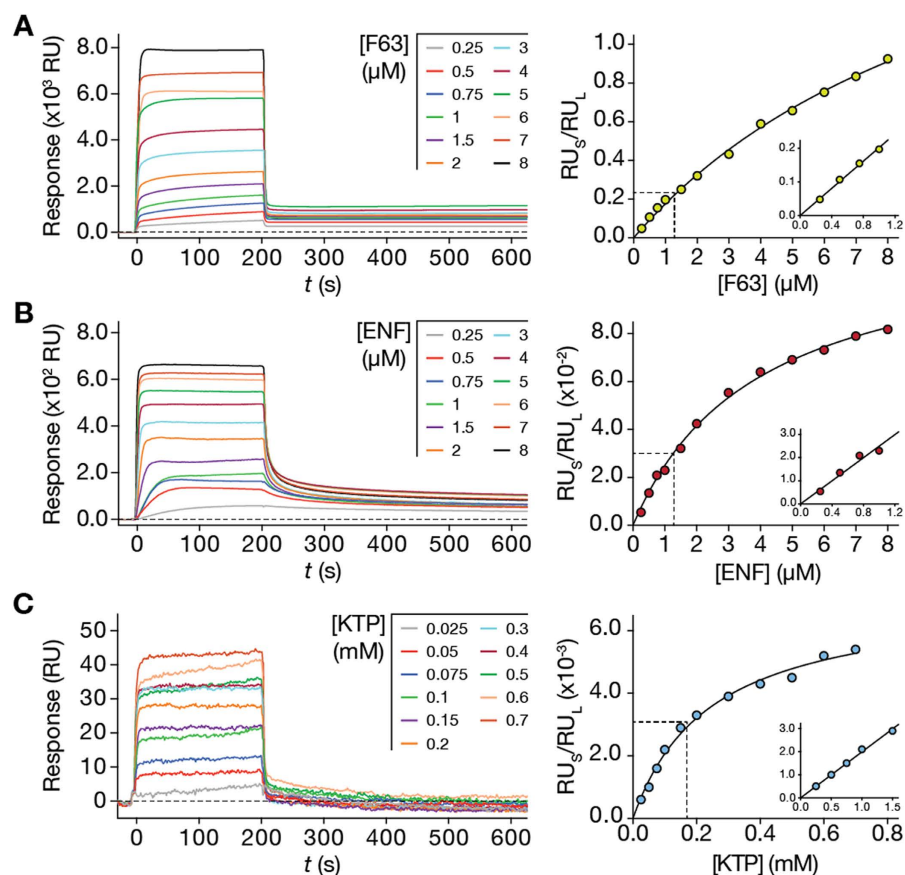 A
Response (x10³ RU)
8.0
6.0
4.0
2.0
0.0
0 100 200 300 400 500 600
t (s)
[F63]
(µM)
0.25 3
0.5 4
0.75 5
1 6
1.5 7
2 8
RU_S/RU_L
1.0
0.8
0.6
0.4
0.2
0.0
0 1 2 3 4 5 6 7 8
[F63] (µM)
0.2
0.1
0.0
0.0 0.4 0.8 1.2
B
Response (x10² RU)
8.0
6.0
4.0
2.0
0.0
0 100 200 300 400 500 600
t (s)
[ENF]
(µM)
0.25 3
0.5 4
0.75 5
1 6
1.5 7
2 8
RU_S/RU_L (x10⁻²)
8.0
6.0
4.0
2.0
0.0
0 1 2 3 4 5 6 7 8
[ENF] (µM)
3.0
2.0
1.0
0.0
0.0 0.4 0.8 1.2
C
Response (RU)
50
40
30
20
10
0
0 100 200 300 400 500 600
t (s)
[KTP]
(mM)
0.025 0.3
0.05 0.4
0.075 0.5
0.1 0.6
0.15 0.7
0.2
RU_S/RU_L (x10⁻³)
6.0
4.0
2.0
0.0
0.0 0.2 0.4 0.6 0.8
[KTP] (mM)
3.0
2.0
1.0
0.0
0.0 0.5 1.0 1.5